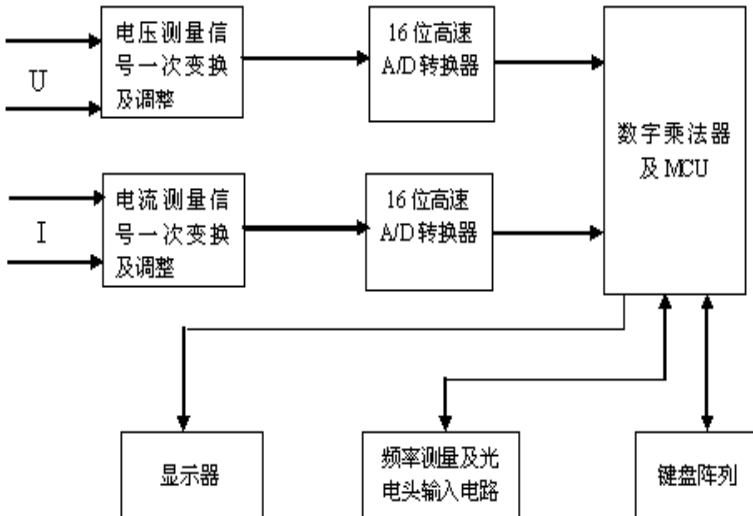 U
电压测量信
号一次变换
及调整
16位高速
A/D转换器
数字乘法器
及MCU
I
电流测量信
号一次变换
及调整
16位高速
A/D转换器
显示器
频率测量及光
电头输入电路
键盘阵列